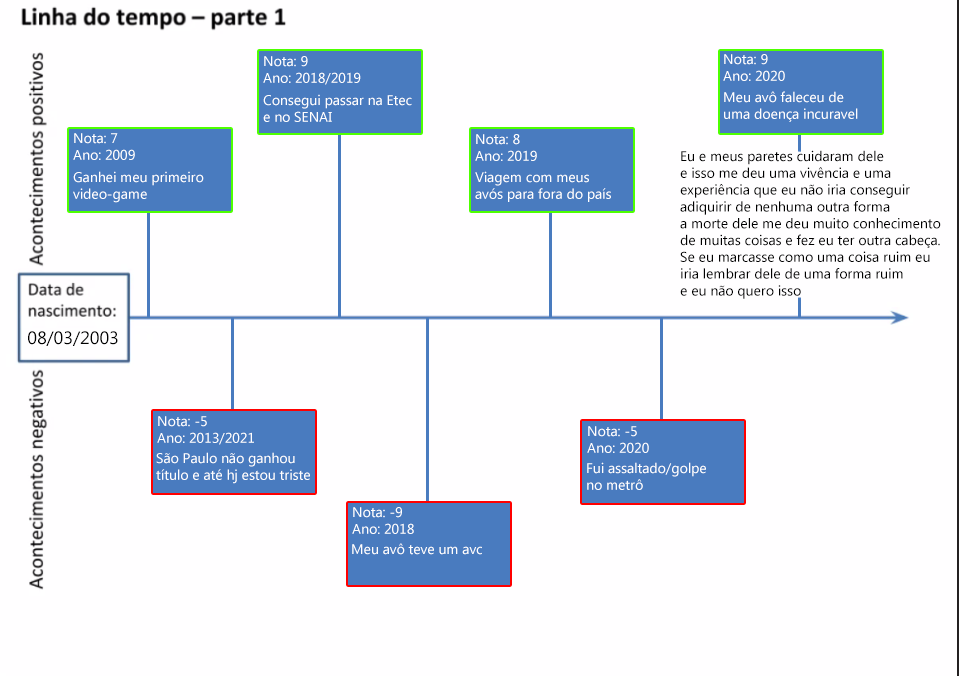 Linha do tempo – parte 1
Acontecimentos positivos
Nota: 7
Ano: 2009
Ganhei meu primeiro
video-game
Nota: 9
Ano: 2018/2019
Consegui passar na Etec
e no SENAI
Nota: 8
Ano: 2019
Viagem com meus
avós para fora do país
Nota: 9
Ano: 2020
Meu avô faleceu de
uma doença incuravel
Eu e meus paretes cuidaram dele
e isso me deu uma vivência e uma
experiência que eu não iria conseguir
adiquirir de nenhuma outra forma
a morte dele me deu muito conhecimento
de muitas coisas e fez eu ter outra cabeça.
Se eu marcasse como uma coisa ruim eu
iria lembrar dele de uma forma ruim
e eu não quero isso
Data de
nascimento:
08/03/2003
Acontecimentos negativos
Nota: -5
Ano: 2013/2021
São Paulo não ganhou
título e até hj estou triste
Nota: -9
Ano: 2018
Meu avô teve um avc
Nota: -5
Ano: 2020
Fui assaltado/golpe
no metrô